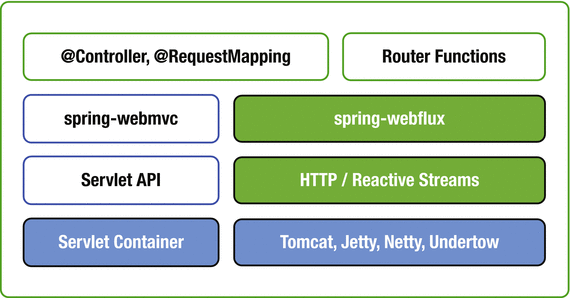 @Controller, @RequestMapping
Router Functions
spring-webmvc
spring-webflux
Servlet API
HTTP / Reactive Streams
Servlet Container
Tomcat, Jetty, Netty, Undertow